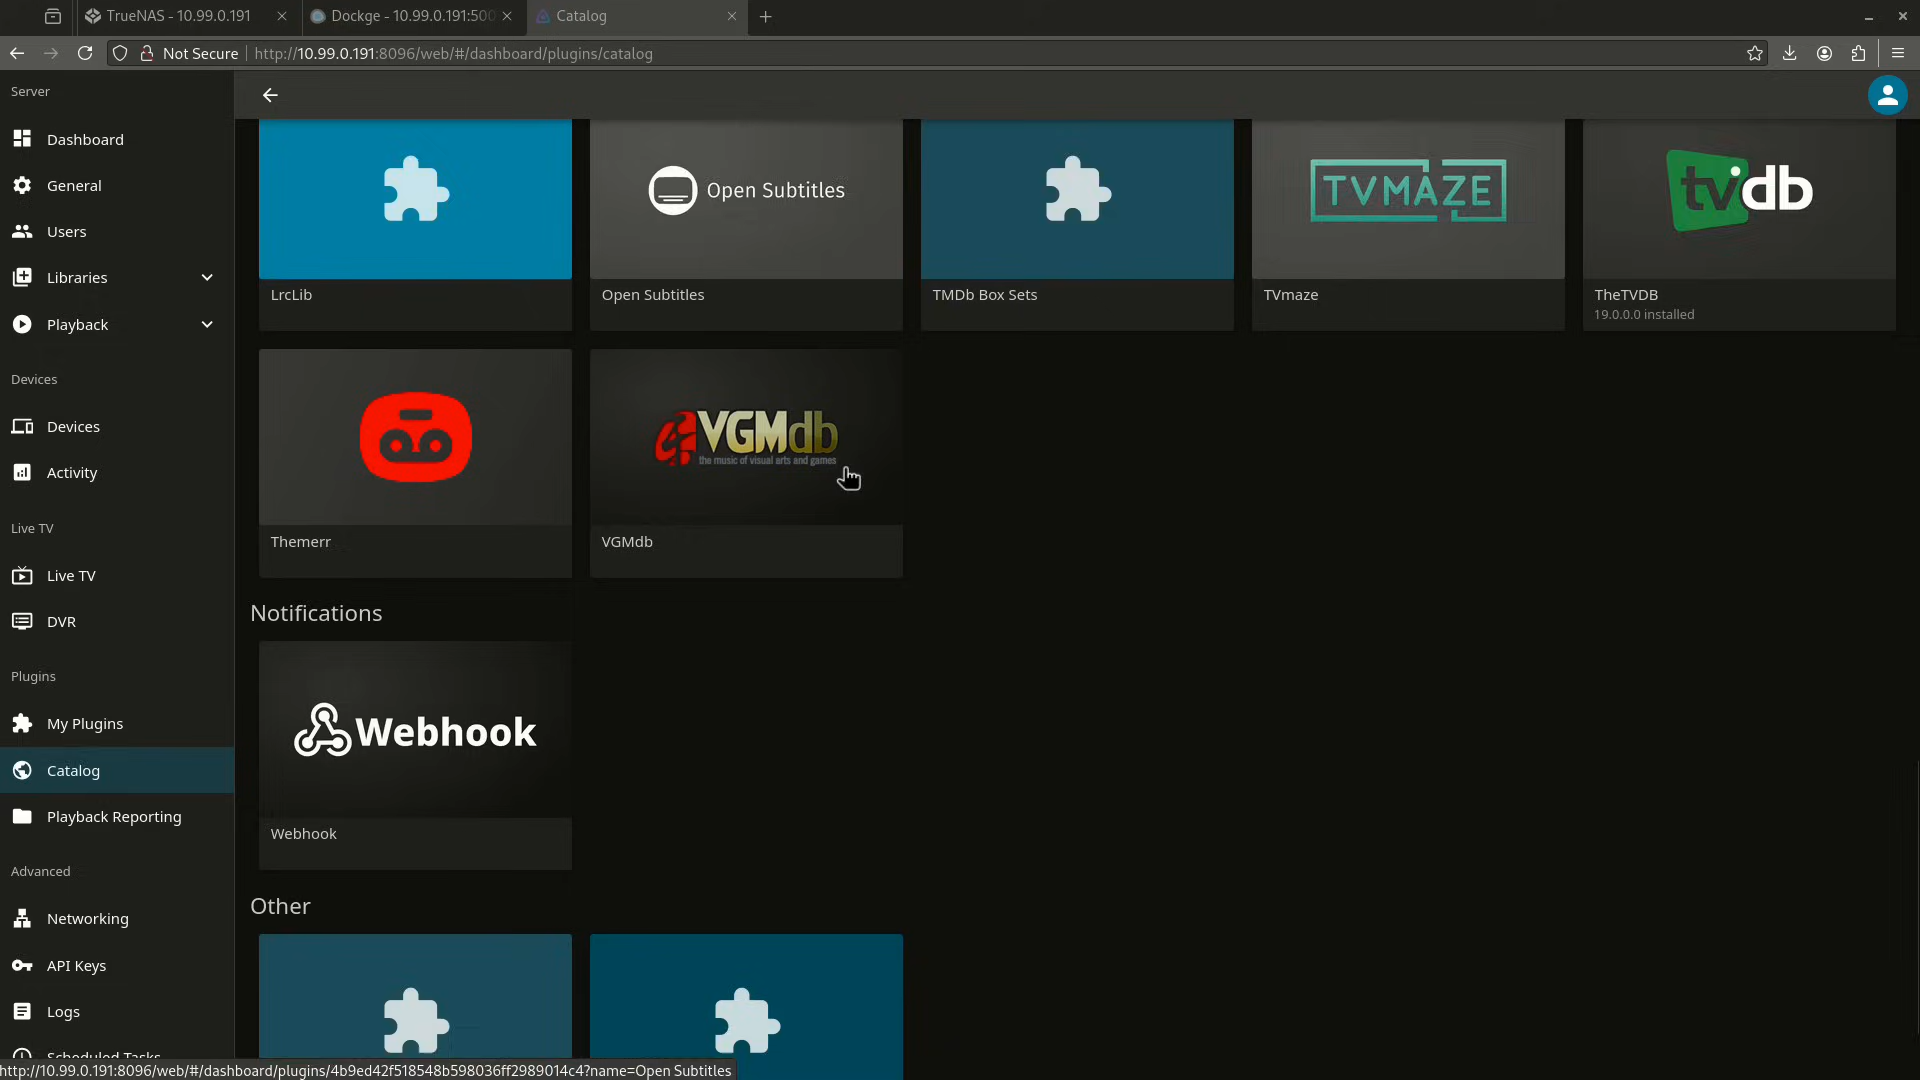 TrueNAS - 10.99.0.191
Dockge - 10.99.0.191:500
Catalog
Not Secure
http://10.99.0.191:8096/web/#/dashboard/plugins/catalog
Server
Dashboard
General
Users
Libraries
Playback
Devices
Devices
Activity
Live TV
Live TV
DVR
Plugins
My Plugins
Catalog
Playback Reporting
Advanced
Networking
API Keys
Logs
Scheduled Tasks
Open Subtitles
TVMAZE
tvdb
LrcLib
Open Subtitles
TMDb Box Sets
TVmaze
TheTVDB
19.0.0.0 installed
VGMdb
the music of visual arts and games
Themerr
VGMdb
Notifications
Webhook
Webhook
Other
http://10.99.0.191:8096/web/#/dashboard/plugins/4b9ed42f518548b598036ff2989014c4?name=Open Subtitles